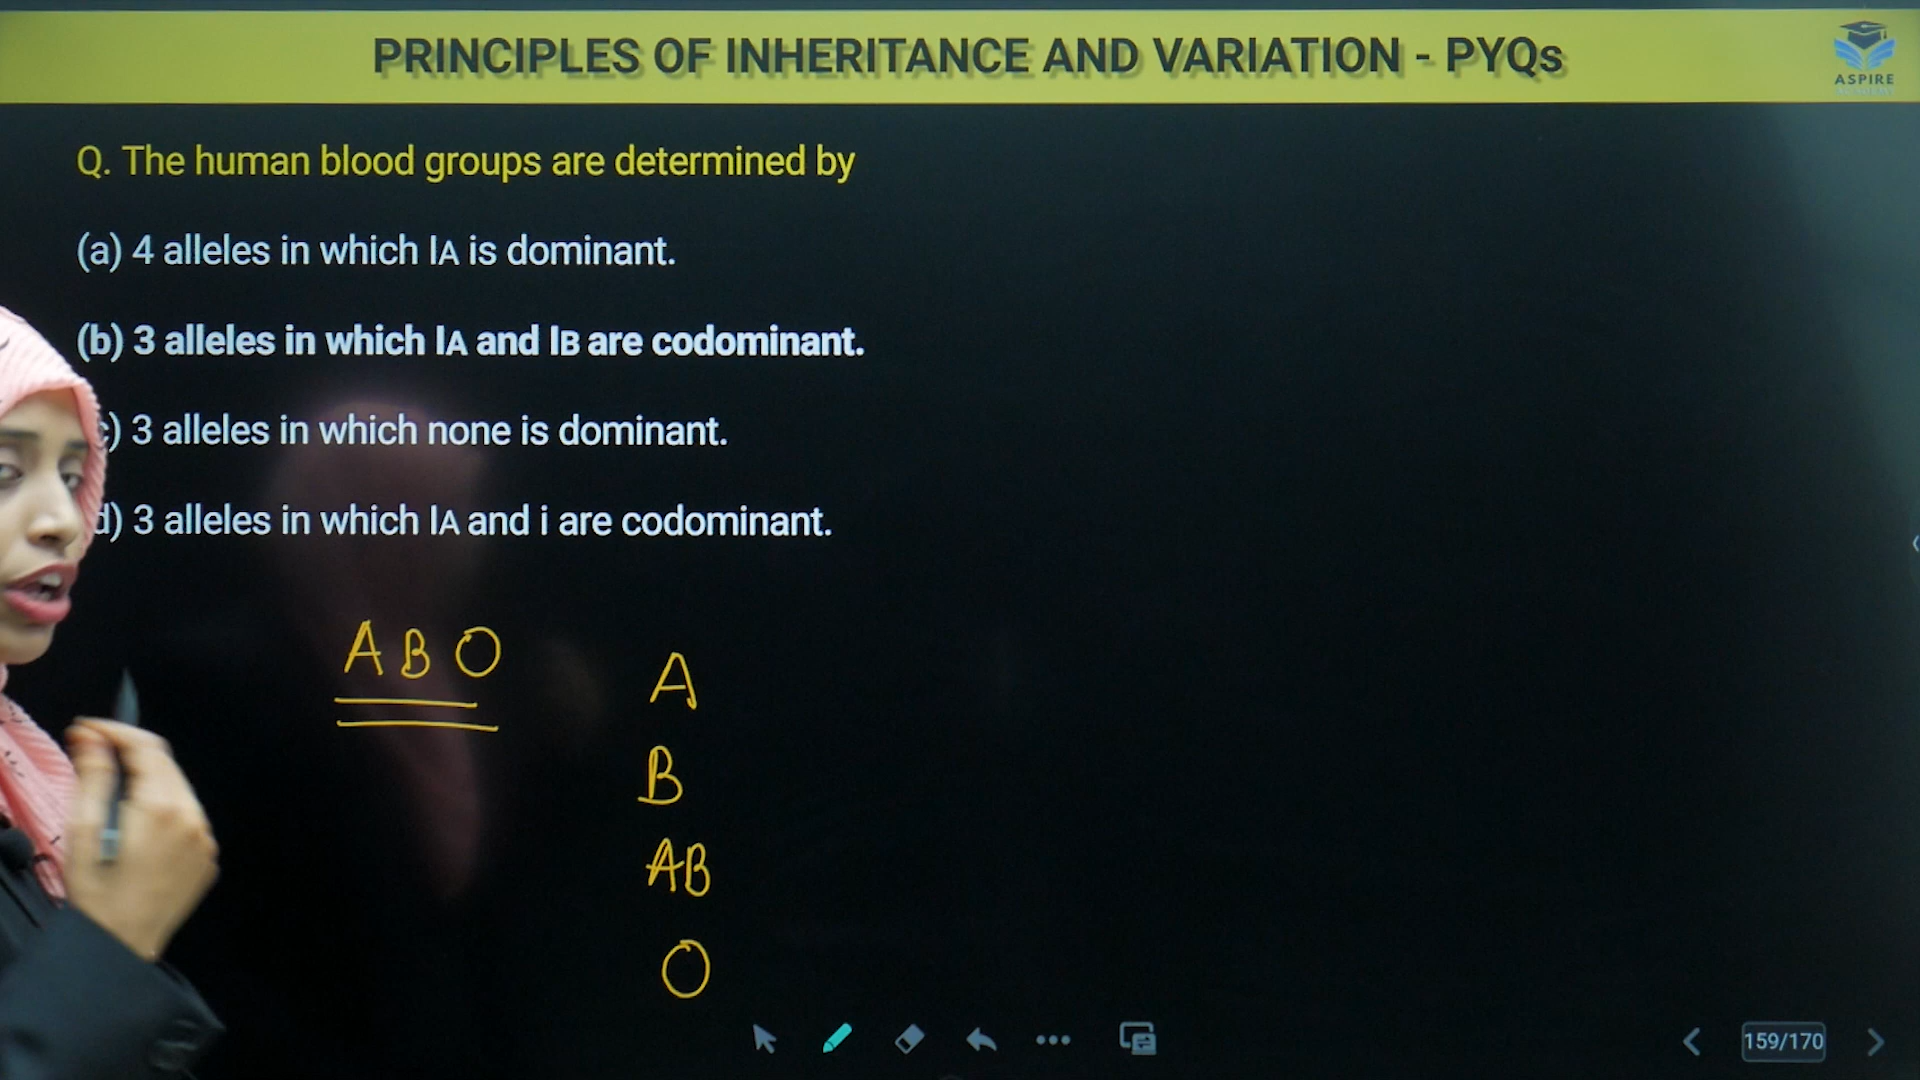 PRINCIPLES OF INHERITANCE AND VARIATION - PYQs
ASPIRE
Q. The human blood groups are determined by
(a) 4 alleles in which IA is dominant.
(b) 3 alleles in which IA and IB are codominant.
c) 3 alleles in which none is dominant.
d) 3 alleles in which IA and i are codominant.
A B O
A
B
AB
O
159/170